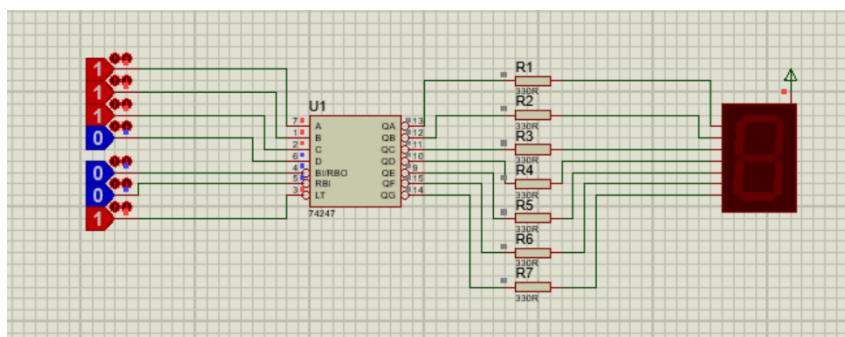 1
1
1
0
0
0
1
U1
7 A QA 13
1 B QB 12
2 C QC 11
6 D QD 10
4 BI/RBO QE 9
5 RBI QF 15
3 LT QG 14
74247
R1
330R
R2
330R
R3
330R
R4
330R
R5
330R
R6
330R
R7
330R